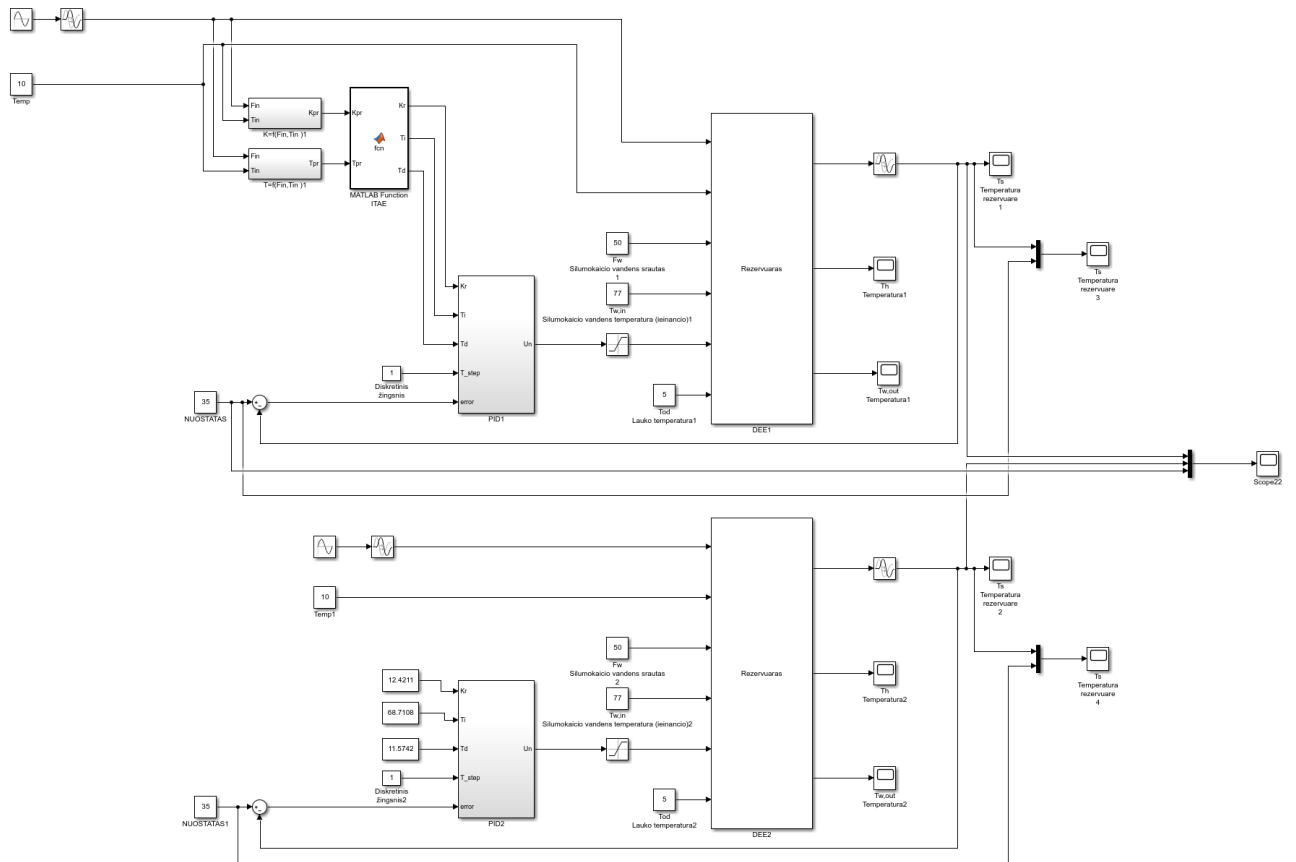 10
Temp
Fin
Tin
Kpr
K=f(Fin,Tin )1
Fin
Tin
Tpr
T=f(Fin,Tin )1
Kpr
Tpr
fcn
Kr
Ti
Td
MATLAB Function
ITAE
Kr
Ti
Td
T_step
error
Un
PID1
1
Diskretinis
žingsnis
35
NUOSTATAS
50
Fw
Silumokaicio vandens srautas
1
77
Tw,in
Silumokaicio vandens temperatura (ieinancio)1
5
Tod
Lauko temperatura1
Rezervuaras
DEE1
Ts
Temperatura
rezervuare
1
Th
Temperatura1
Tw,out
Temperatura1
Ts
Temperatura
rezervuare
3
Scope22
10
Temp1
50
Fw
Silumokaicio vandens srautas
2
77
Tw,in
Silumokaicio vandens temperatura (ieinancio)2
12.4211
68.7108
11.5742
1
Diskretinis
žingsnis2
35
NUOSTATAS1
Kr
Ti
Td
T_step
error
Un
PID2
5
Tod
Lauko temperatura2
Rezervuaras
DEE2
Ts
Temperatura
rezervuare
2
Th
Temperatura2
Tw,out
Temperatura2
Ts
Temperatura
rezervuare
4